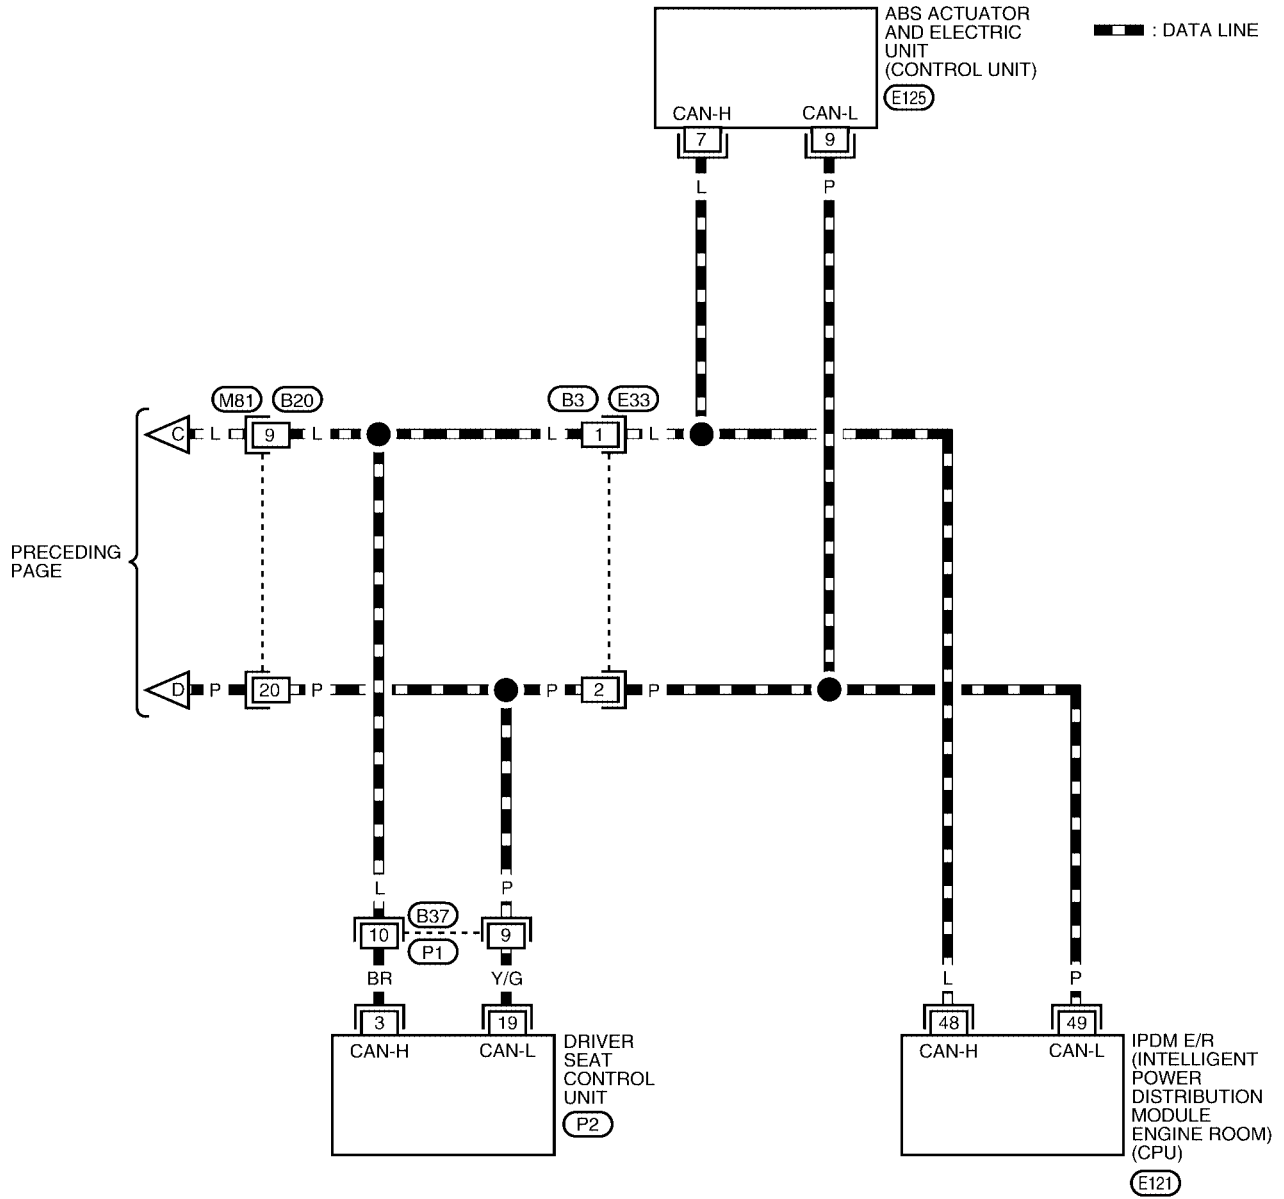 ABS ACTUATOR
AND ELECTRIC
UNIT
(CONTROL UNIT)
E125
: DATA LINE
CAN-H
CAN-L
7
9
L
P
M81
B20
B3
E33
C
L
9
L
L
1
L
PRECEDING
PAGE
D
P
20
P
P
2
P
L
P
B37
10
9
P1
BR
Y/G
L
P
3
19
48
49
CAN-H
CAN-L
DRIVER
SEAT
CONTROL
UNIT
P2
CAN-H
CAN-L
IPDM E/R
(INTELLIGENT
POWER
DISTRIBUTION
MODULE
ENGINE ROOM)
(CPU)
E121